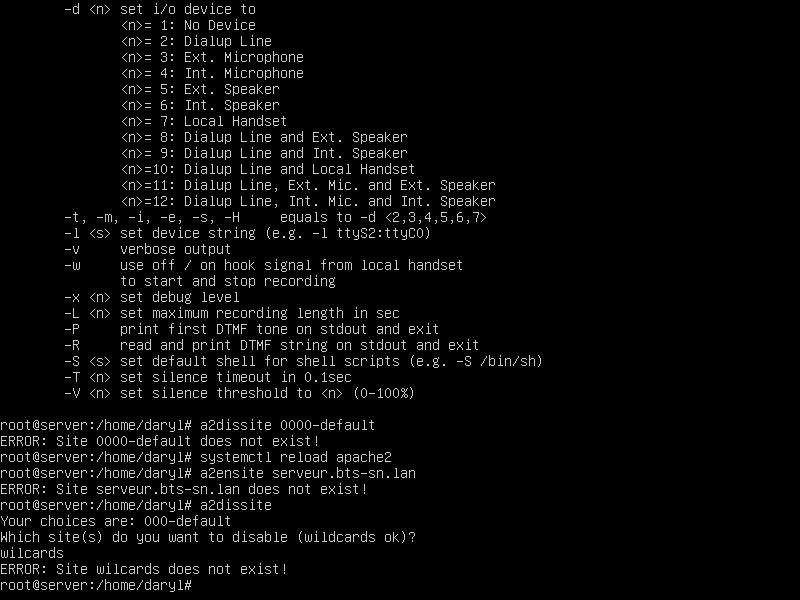 -d <n> set i/o device to
<n>= 1: No Device
<n>= 2: Dialup Line
<n>= 3: Ext. Microphone
<n>= 4: Int. Microphone
<n>= 5: Ext. Speaker
<n>= 6: Int. Speaker
<n>= 7: Local Handset
<n>= 8: Dialup Line and Ext. Speaker
<n>= 9: Dialup Line and Int. Speaker
<n>=10: Dialup Line and Local Handset
<n>=11: Dialup Line, Ext. Mic. and Ext. Speaker
<n>=12: Dialup Line, Int. Mic. and Int. Speaker
-t, -m, -i, -e, -s, -H    equals to -d <2,3,4,5,6,7>
-l <s> set device string (e.g. -l ttyS2:ttyC0)
-v     verbose output
-w     use off / on hook signal from local handset
to start and stop recording
-x <n> set debug level
-L <n> set maximum recording length in sec
-P     print first DTMF tone on stdout and exit
-R     read and print DTMF string on stdout and exit
-S <s> set default shell for shell scripts (e.g. -S /bin/sh)
-T <n> set silence timeout in 0.1sec
-V <n> set silence threshold to <n> (0-100%)
root@server:/home/daryl# a2dissite 0000-default
ERROR: Site 0000-default does not exist!
root@server:/home/daryl# systemctl reload apache2
root@server:/home/daryl# a2ensite serveur.bts-sn.lan
ERROR: Site serveur.bts-sn.lan does not exist!
root@server:/home/daryl# a2dissite
Your choices are: 000-default
Which site(s) do you want to disable (wildcards ok)?
wilcards
ERROR: Site wilcards does not exist!
root@server:/home/daryl#